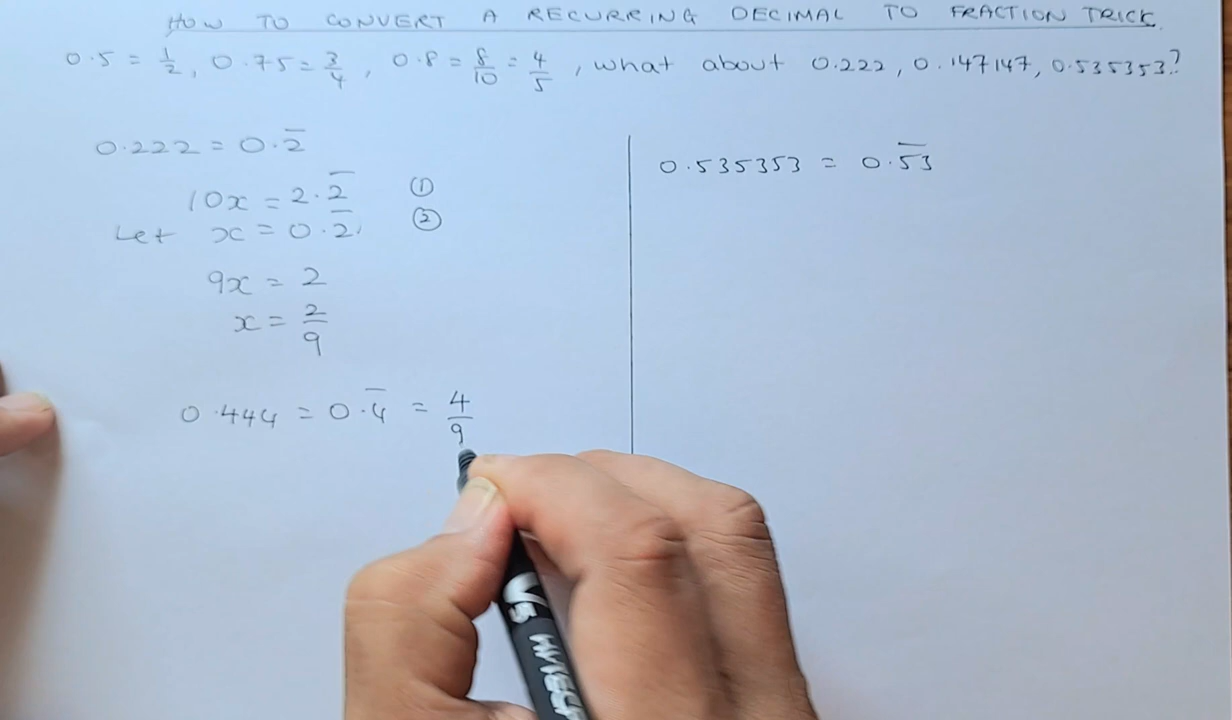 HOW TO CONVERT A RECURRING DECIMAL TO FRACTION TRICK
0.5 = 1/2, 0.75 = 3/4, 0.8 = 8/10 = 4/5, what about 0.222, 0.147147, 0.535353?
0.222 = 0.2̅
10x = 2.2̅ ①
Let x = 0.2̅ ②
9x = 2
x = 2/9
0.444 = 0.4̅ = 4/9
0.535353 = 0.5̅3̅
V5 HI-TEC